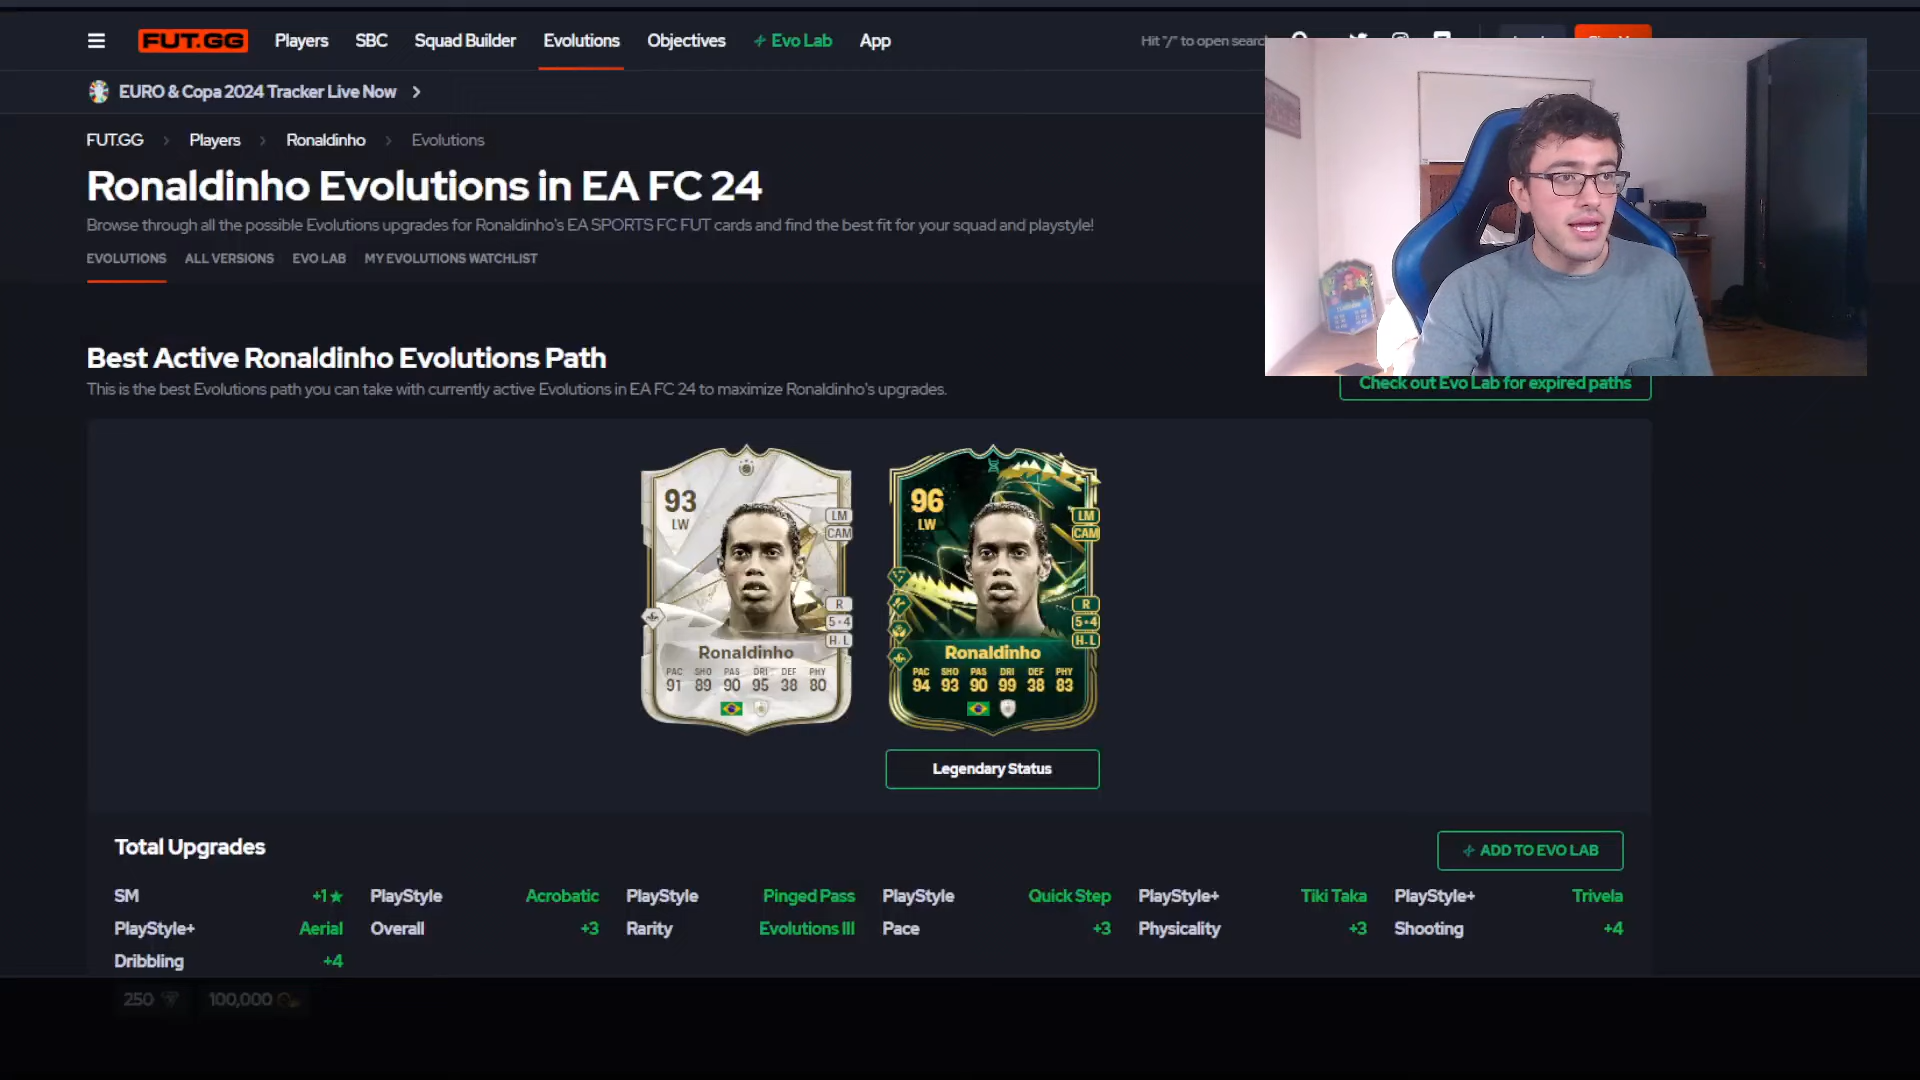 FUT.GG Players SBC Squad Builder Evolutions Objectives Evo Lab App Hit "/" to open
EURO & Copa 2024 Tracker Live Now
FUT.GG Players Ronaldinho Evolutions
Ronaldinho Evolutions in EA FC 24
Browse through all the possible Evolutions upgrades for Ronaldinho's EA SPORTS FC FUT cards and find the best fit for your squad and playstyle!
EVOLUTIONS ALL VERSIONS EVO LAB MY EVOLUTIONS WATCHLIST
Best Active Ronaldinho Evolutions Path
This is the best Evolutions path you can take with currently active Evolutions in EA FC 24 to maximize Ronaldinho's upgrades.
Check out Evo Lab for expired paths
93
LW
LM
CAM
R
5★4
H.L
Ronaldinho
PAC SHO PAS DRI DEF PHY
91 89 90 95 38 80
96
LW
LM
CAM
R
5★4
H.L
Ronaldinho
PAC SHO PAS DRI DEF PHY
94 93 90 99 38 83
Legendary Status
Total Upgrades
ADD TO EVO LAB
SM +1★ PlayStyle Acrobatic PlayStyle Pinged Pass PlayStyle Quick Step PlayStyle+ Tiki Taka PlayStyle+ Trivela
PlayStyle+ Aerial Overall +3 Rarity Evolutions III Pace +3 Physicality +3 Shooting +4
Dribbling +4
250 100,000